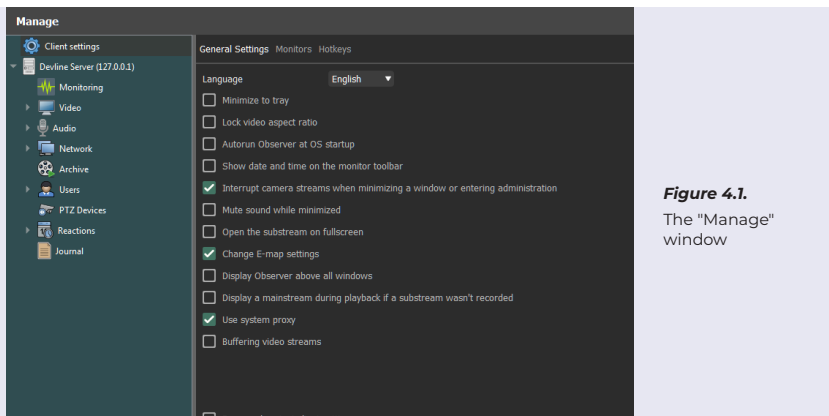 Manage
Client settings
Devline Server (127.0.0.1)
Monitoring
Video
Audio
Network
Archive
Users
PTZ Devices
Reactions
Journal
General Settings Monitors Hotkeys
Language English
Minimize to tray
Lock video aspect ratio
Autorun Observer at OS startup
Show date and time on the monitor toolbar
Interrupt camera streams when minimizing a window or entering administration
Mute sound while minimized
Open the substream on fullscreen
Change E-map settings
Display Observer above all windows
Display a mainstream during playback if a substream wasn't recorded
Use system proxy
Buffering video streams
Figure 4.1.
The "Manage"
window